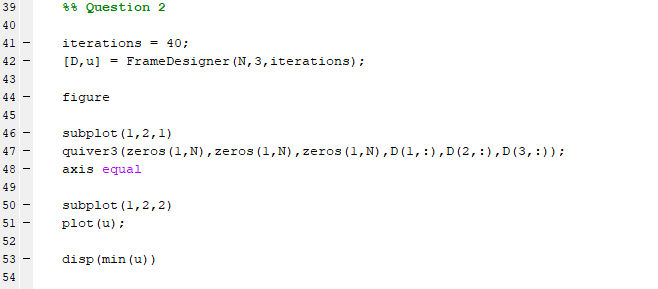 39 %% Question 2
40
41 – iterations = 40;
42 – [D,u] = FrameDesigner(N,3,iterations);
43
44 – figure
45
46 – subplot(1,2,1)
47 – quiver3(zeros(1,N),zeros(1,N),zeros(1,N),D(1,:),D(2,:),D(3,:));
48 – axis equal
49
50 – subplot(1,2,2)
51 – plot(u);
52
53 – disp(min(u))
54